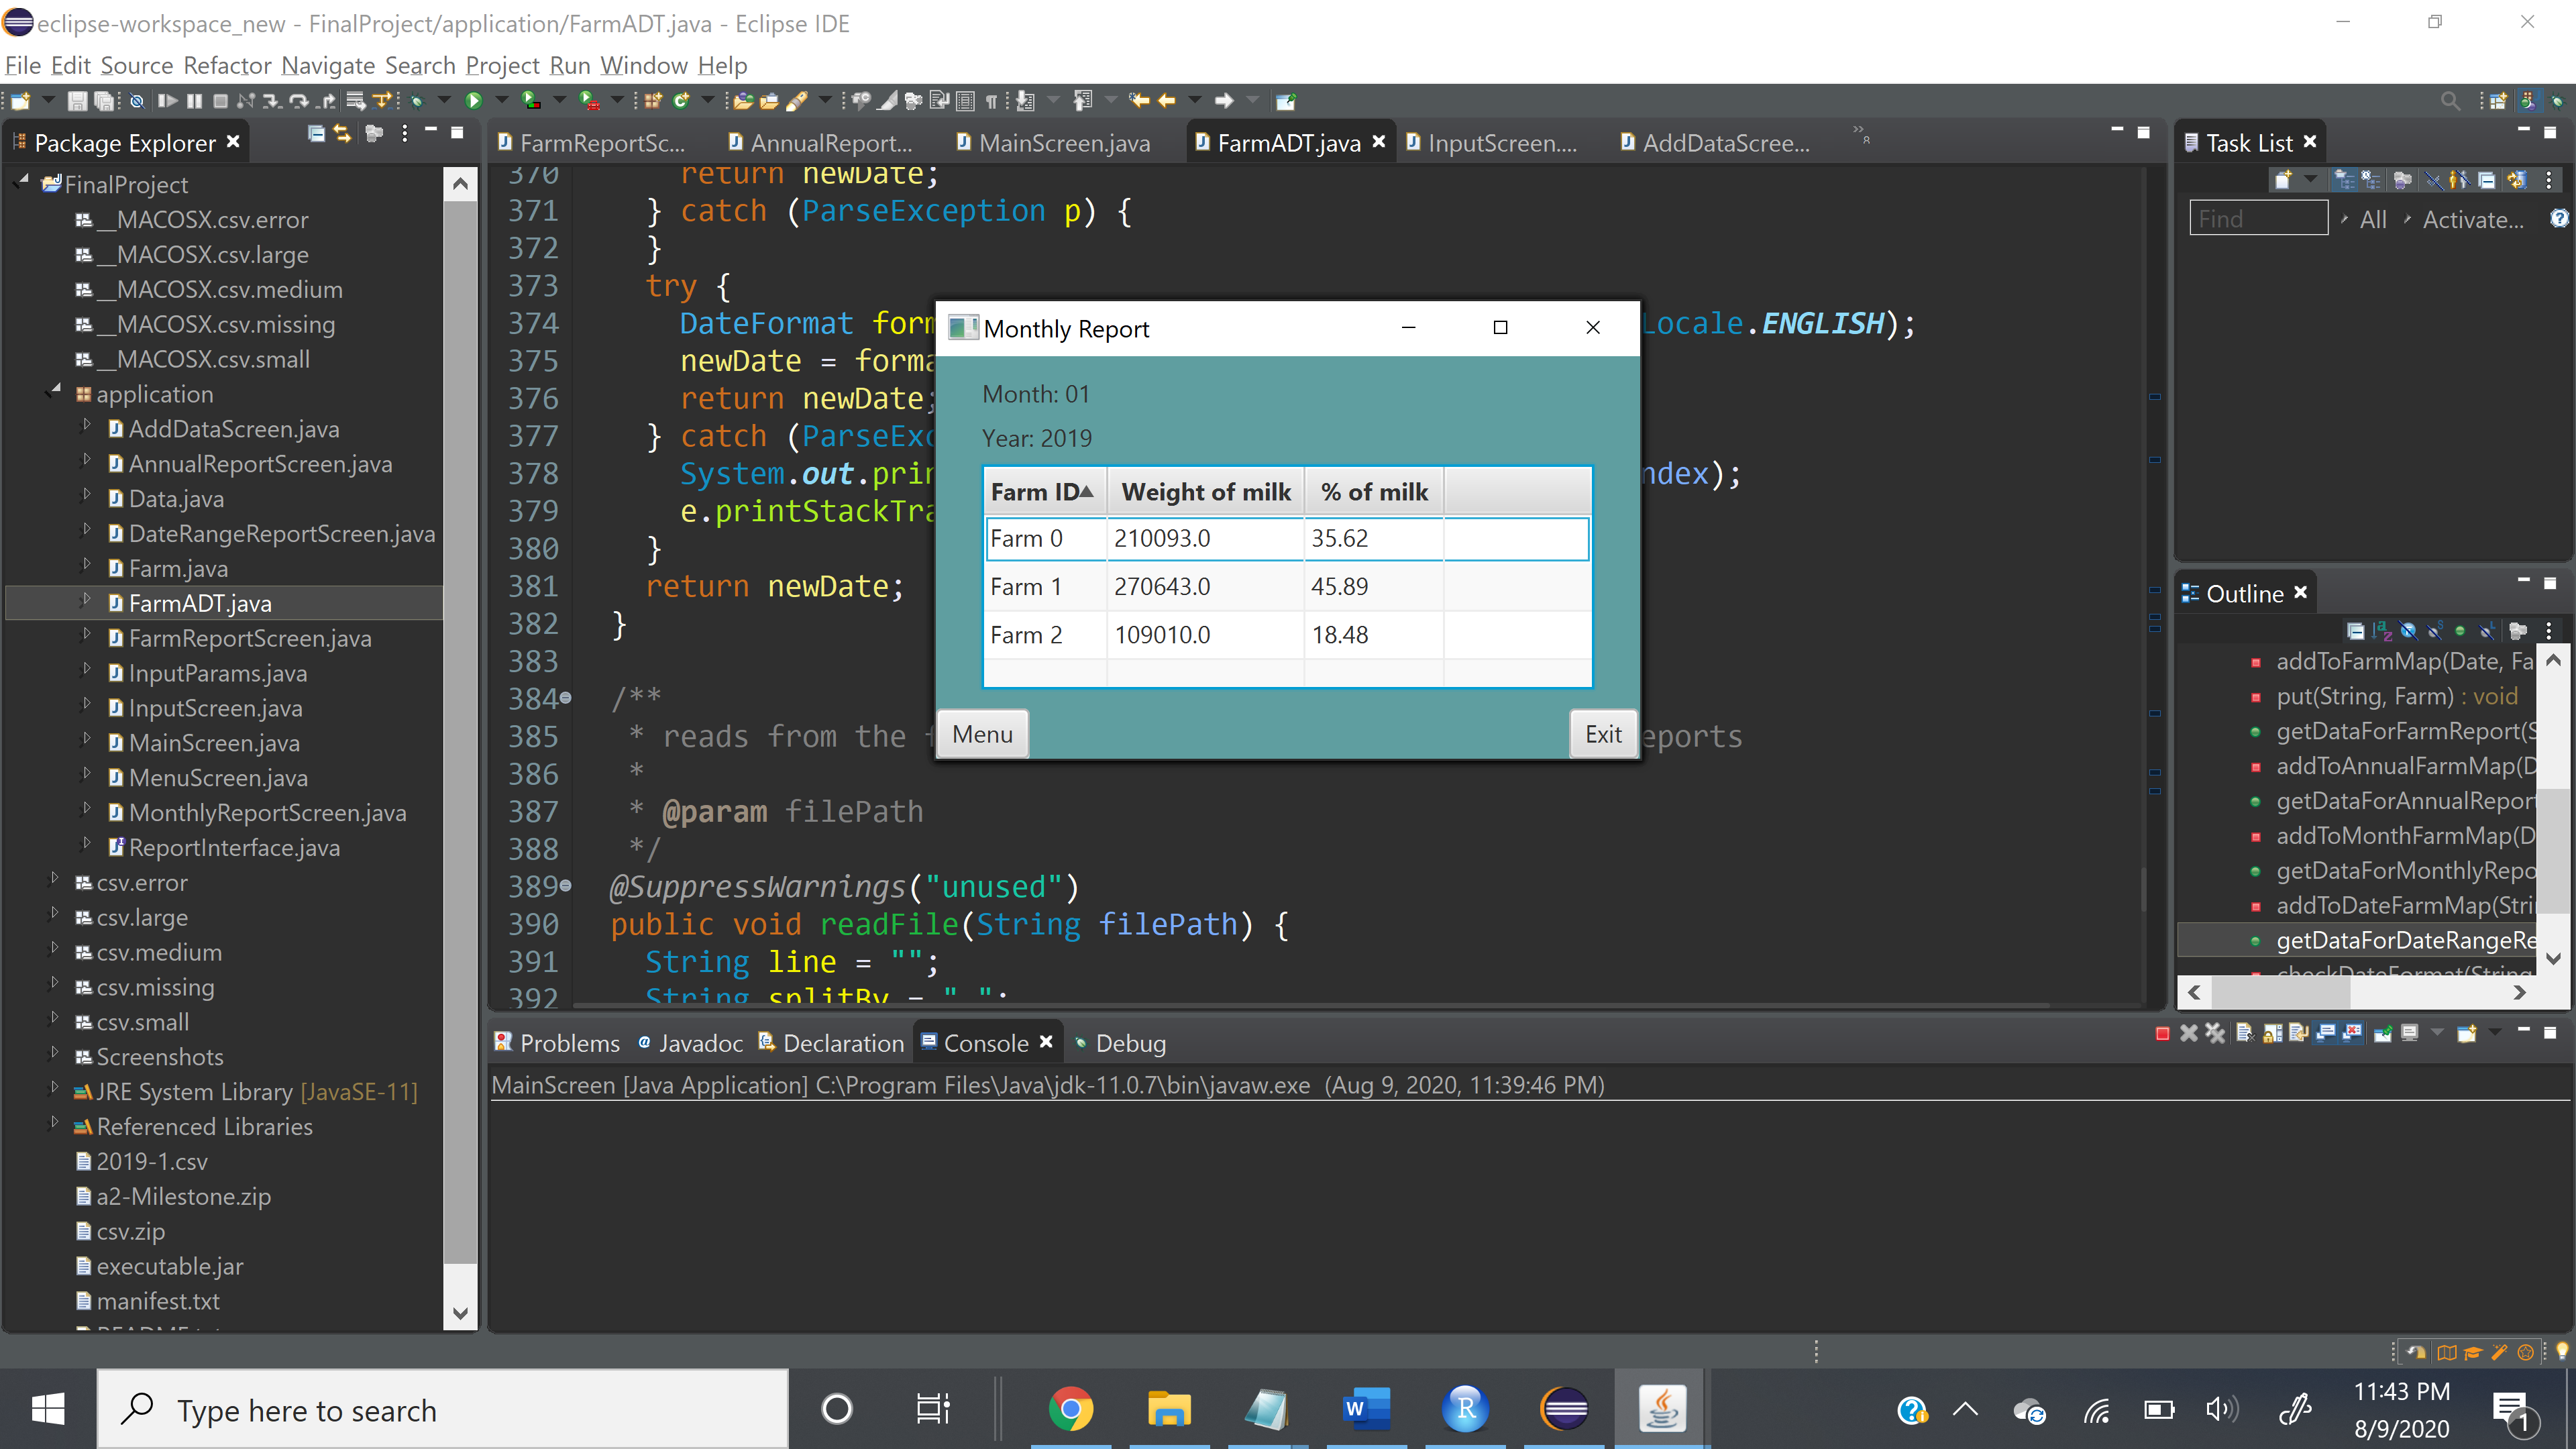 eclipse-workspace_new - FinalProject/application/FarmADT.java - Eclipse IDE
File Edit Source Refactor Navigate Search Project Run Window Help
Package Explorer
FinalProject
__MACOSX.csv.error
__MACOSX.csv.large
__MACOSX.csv.medium
__MACOSX.csv.missing
__MACOSX.csv.small
application
AddDataScreen.java
AnnualReportScreen.java
Data.java
DateRangeReportScreen.java
Farm.java
FarmADT.java
FarmReportScreen.java
InputParams.java
InputScreen.java
MainScreen.java
MenuScreen.java
MonthlyReportScreen.java
ReportInterface.java
csv.error
csv.large
csv.medium
csv.missing
csv.small
Screenshots
JRE System Library [JavaSE-11]
Referenced Libraries
2019-1.csv
a2-Milestone.zip
csv.zip
executable.jar
manifest.txt
FarmReportSc... AnnualReport... MainScreen.java FarmADT.java InputScreen.... AddDataScree... » 8
370 return newDate;
371 } catch (ParseException p) {
372 }
373 try {
374 DateFormat form Locale.ENGLISH);
375 newDate = forma
376 return newDate;
377 } catch (ParseExc
378 System.out.prin ndex);
379 e.printStackTra
380 }
381 return newDate;
382 }
383
384 /**
385 * reads from the f eports
386 *
387 * @param filePath
388 */
389 @SuppressWarnings("unused")
390 public void readFile(String filePath) {
391 String line = "";
392 String splitBy = ",";
Monthly Report
Month: 01
Year: 2019
Farm ID Weight of milk % of milk
Farm 0 210093.0 35.62
Farm 1 270643.0 45.89
Farm 2 109010.0 18.48
Menu Exit
Task List
Find All Activate...
Outline
addToFarmMap(Date, Fa
put(String, Farm) : void
getDataForFarmReport(S
addToAnnualFarmMap(D
getDataForAnnualReport
addToMonthFarmMap(D
getDataForMonthlyRepo
addToDateFarmMap(Stri
getDataForDateRangeRe
checkDateFormat(String
Problems Javadoc Declaration Console Debug
MainScreen [Java Application] C:\Program Files\Java\jdk-11.0.7\bin\javaw.exe (Aug 9, 2020, 11:39:46 PM)
Type here to search
11:43 PM
8/9/2020
1